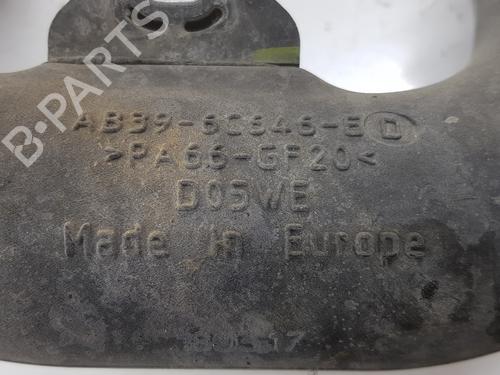 B-PARTS
AB39-6C646-E D
>PA66-GF20<
D05WE
Made in Europe